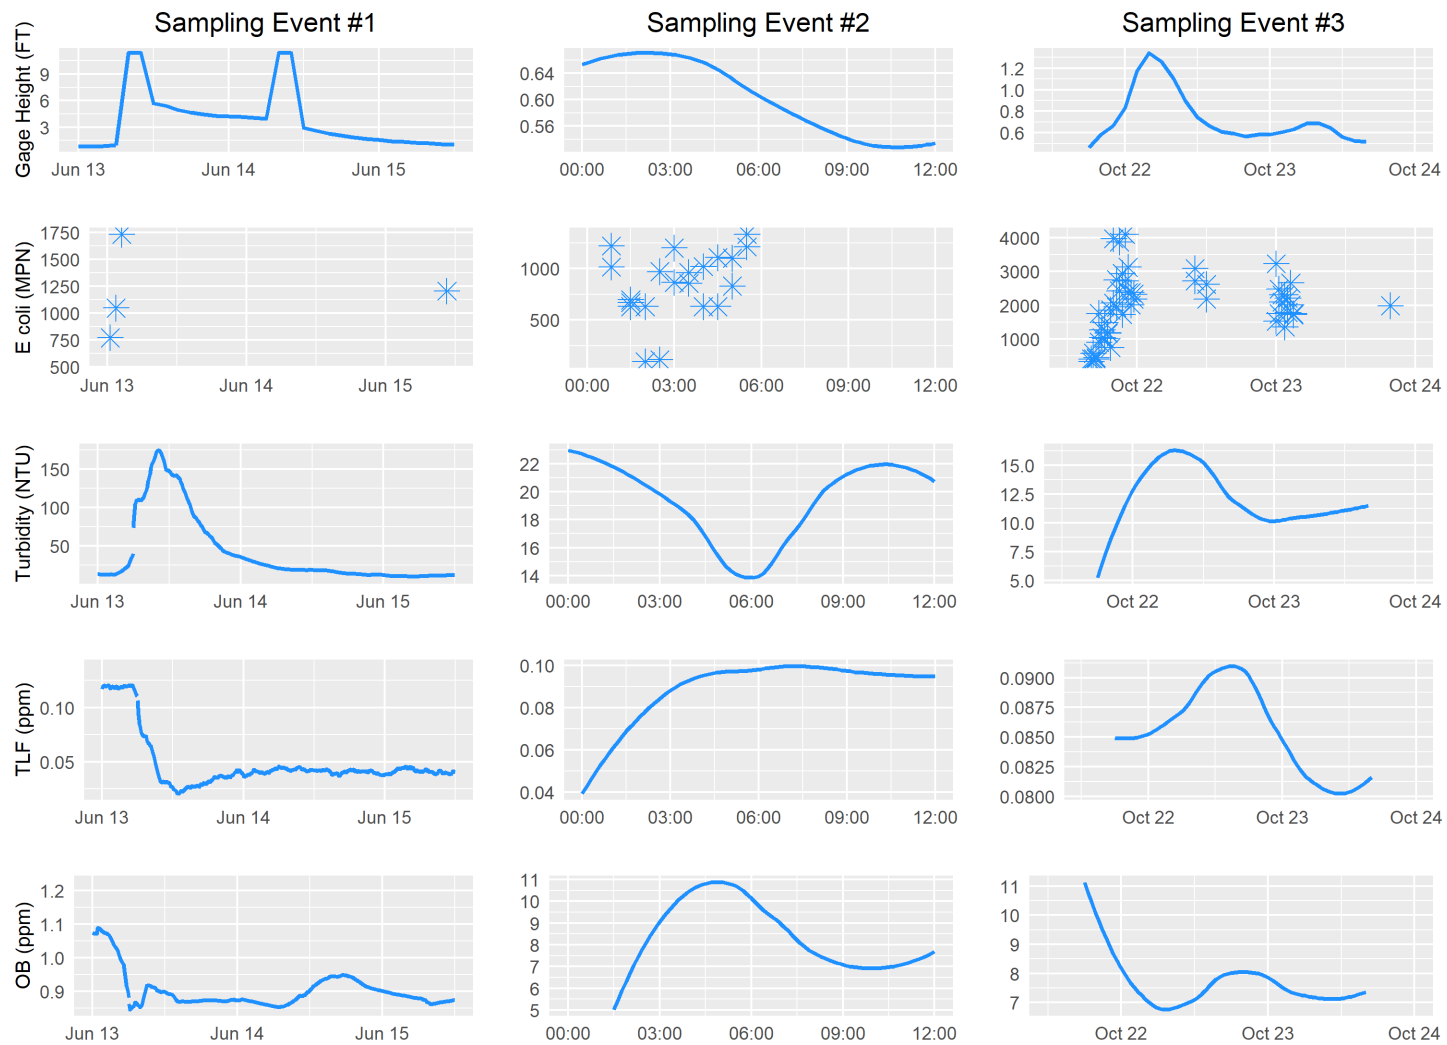 Sampling Event #1
Sampling Event #2
Sampling Event #3
Gage Height (FT)
9
6
3
Jun 13 Jun 14 Jun 15
0.64
0.60
0.56
00:00 03:00 06:00 09:00 12:00
1.2
1.0
0.8
0.6
Oct 22 Oct 23 Oct 24
E coli (MPN)
1750
1500
1250
1000
750
500
Jun 13 Jun 14 Jun 15
1000
500
00:00 03:00 06:00 09:00 12:00
4000
3000
2000
1000
Oct 22 Oct 23 Oct 24
Turbidity (NTU)
150
100
50
Jun 13 Jun 14 Jun 15
22
20
18
16
14
00:00 03:00 06:00 09:00 12:00
15.0
12.5
10.0
7.5
5.0
Oct 22 Oct 23 Oct 24
TLF (ppm)
0.10
0.05
Jun 13 Jun 14 Jun 15
0.10
0.08
0.06
0.04
00:00 03:00 06:00 09:00 12:00
0.0900
0.0875
0.0850
0.0825
0.0800
Oct 22 Oct 23 Oct 24
OB (ppm)
1.2
1.1
1.0
0.9
Jun 13 Jun 14 Jun 15
11
10
9
8
7
6
5
00:00 03:00 06:00 09:00 12:00
11
10
9
8
7
Oct 22 Oct 23 Oct 24